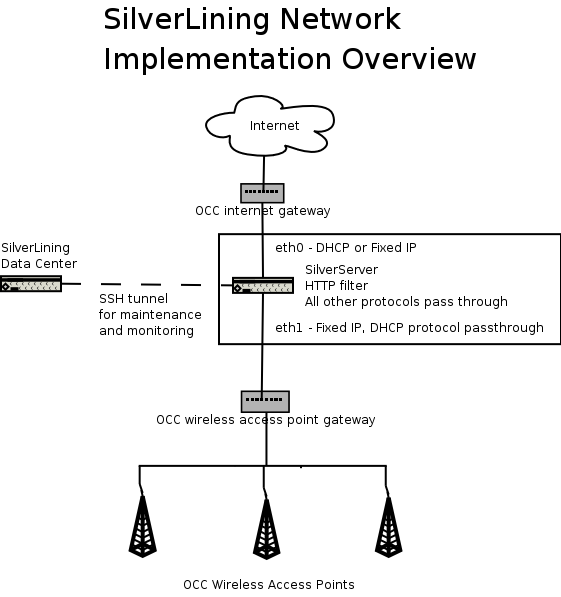 SilverLining Network
Implementation Overview
Internet
OCC internet gateway
eth0 - DHCP or Fixed IP
SilverLining
Data Center
SilverServer
HTTP filter
All other protocols pass through
SSH tunnel
for maintenance
and monitoring
eth1 - Fixed IP, DHCP protocol passthrough
OCC wireless access point gateway
OCC Wireless Access Points